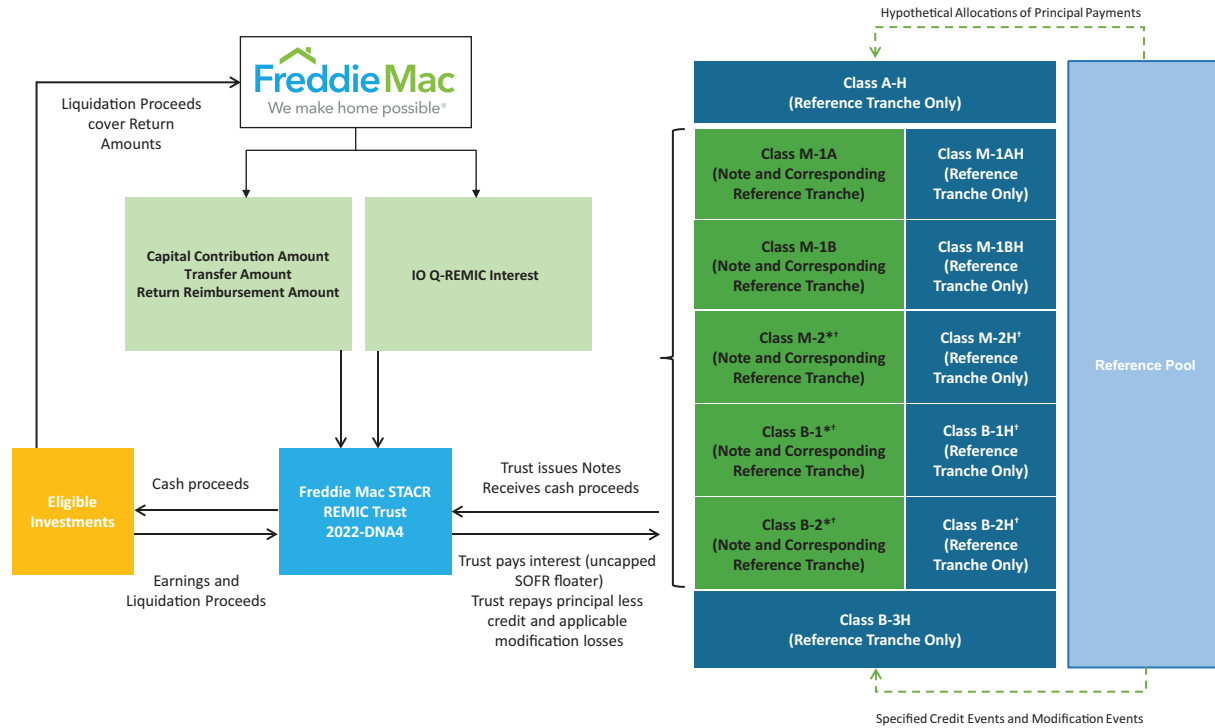 Hypothetical Allocations of Principal Payments
FreddieMac
We make home possible®
Liquidation Proceeds
cover Return
Amounts
Capital Contribution Amount
Transfer Amount
Return Reimbursement Amount
IO Q-REMIC Interest
Eligible
Investments
Cash proceeds
Earnings and
Liquidation Proceeds
Freddie Mac STACR
REMIC Trust
2022-DNA4
Trust issues Notes
Receives cash proceeds
Trust pays interest (uncapped
SOFR floater)
Trust repays principal less
credit and applicable
modification losses
Class A-H
(Reference Tranche Only)
Class M-1A
(Note and Corresponding
Reference Tranche)
Class M-1AH
(Reference
Tranche Only)
Class M-1B
(Note and Corresponding
Reference Tranche)
Class M-1BH
(Reference
Tranche Only)
Class M-2*†
(Note and Corresponding
Reference Tranche)
Class M-2H†
(Reference
Tranche Only)
Class B-1*†
(Note and Corresponding
Reference Tranche)
Class B-1H†
(Reference
Tranche Only)
Class B-2*†
(Note and Corresponding
Reference Tranche)
Class B-2H†
(Reference
Tranche Only)
Class B-3H
(Reference Tranche Only)
Reference Pool
Specified Credit Events and Modification Events